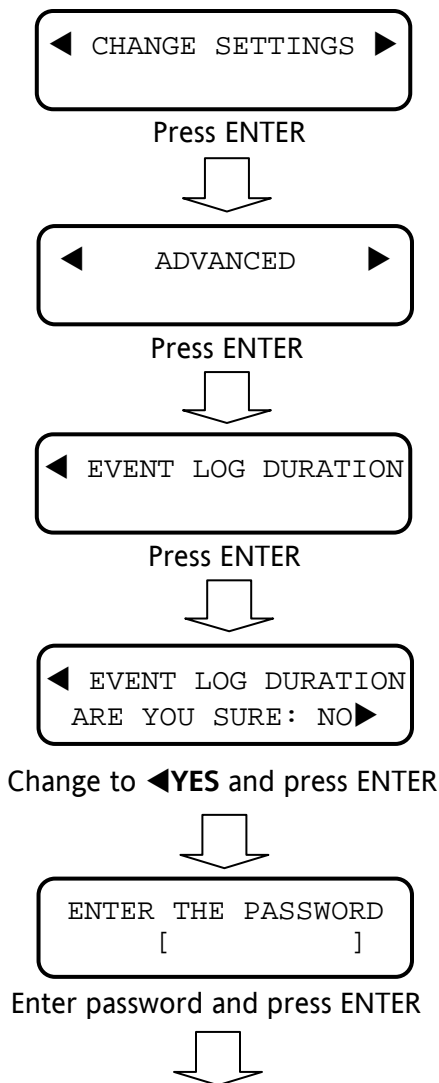 ◀ CHANGE SETTINGS ▶
Press ENTER
◀ ADVANCED ▶
Press ENTER
◀ EVENT LOG DURATION
Press ENTER
◀ EVENT LOG DURATION
ARE YOU SURE: NO▶
Change to ◀YES and press ENTER
ENTER THE PASSWORD
[ ]
Enter password and press ENTER